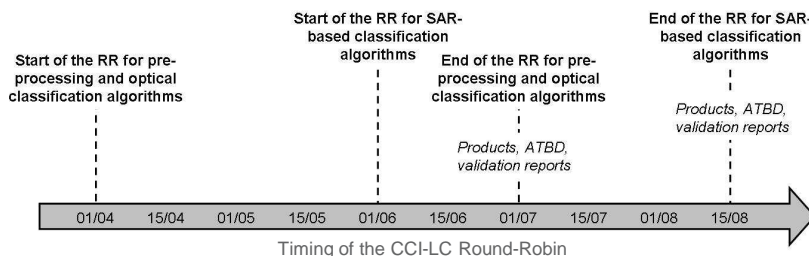 Start of the RR for pre-
processing and optical
classification algorithms
Start of the RR for SAR-
based classification
algorithms
End of the RR for pre-
processing and optical
classification algorithms
Products, ATBD,
validation reports
End of the RR for SAR-
based classification
algorithms
Products, ATBD,
validation reports
01/04 15/04 01/05 15/05 01/06 15/06 01/07 15/07 01/08 15/08
Timing of the CCI-LC Round-Robin